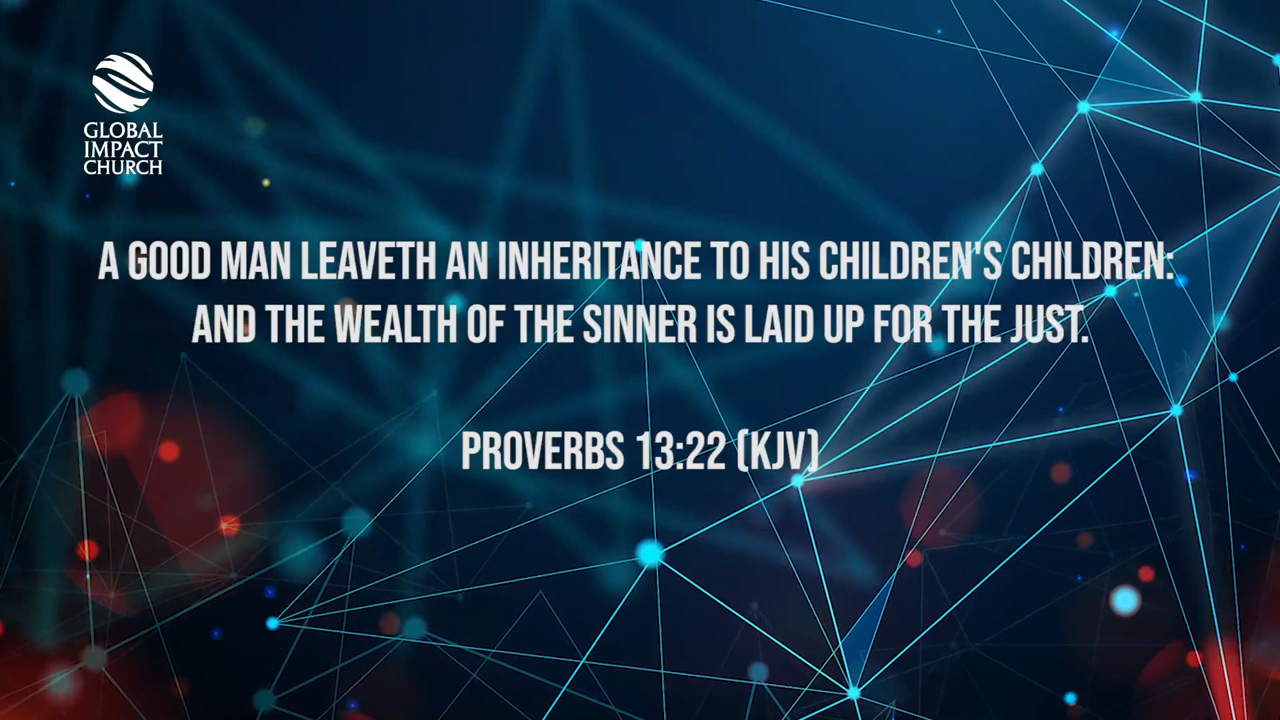 GLOBAL
IMPACT
CHURCH
A GOOD MAN LEAVETH AN INHERITANCE TO HIS CHILDREN'S CHILDREN:
AND THE WEALTH OF THE SINNER IS LAID UP FOR THE JUST.
PROVERBS 13:22 (KJV)